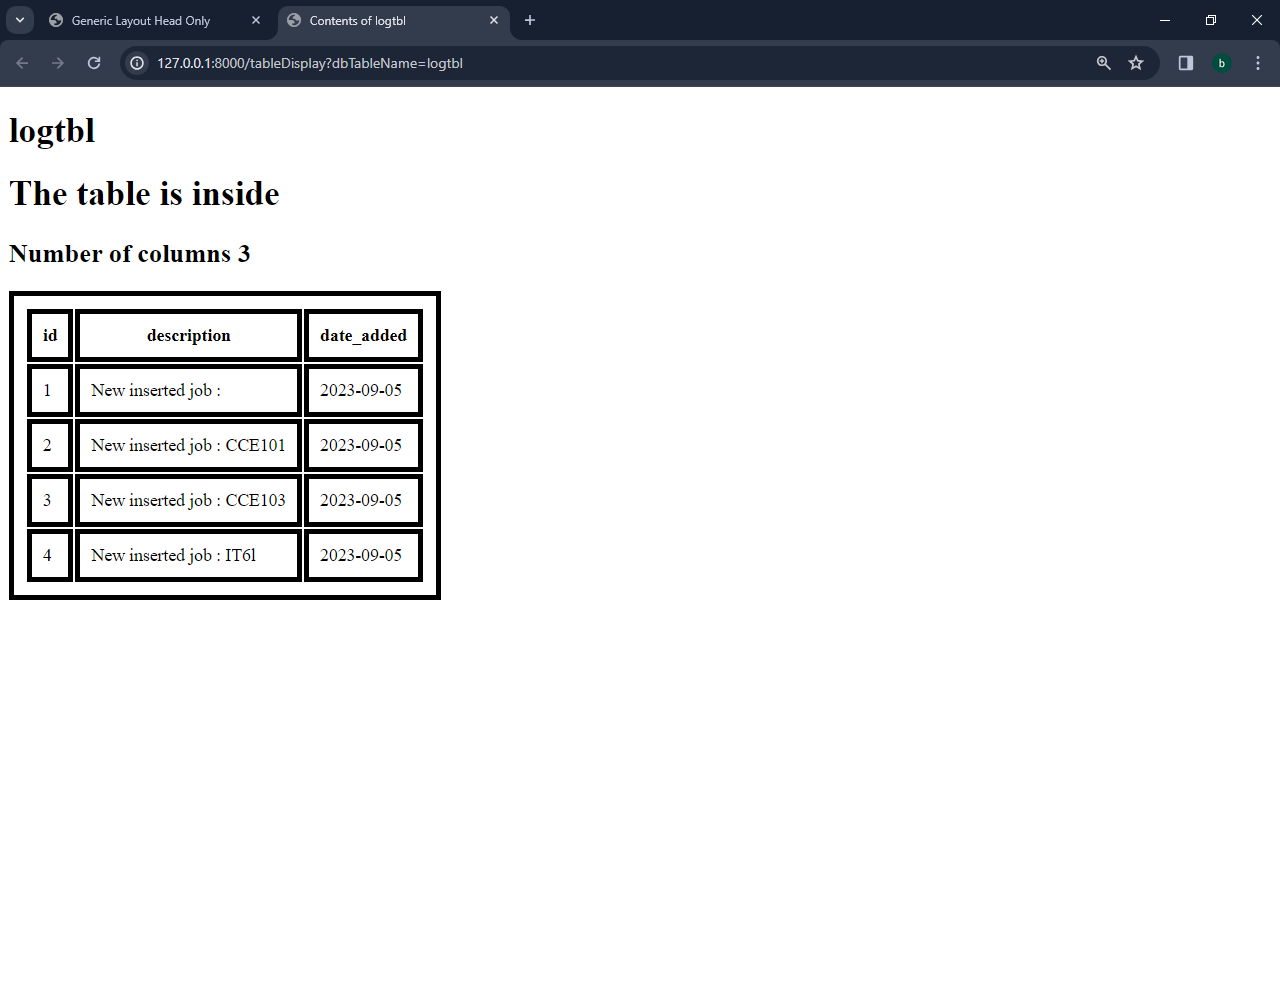 Generic Layout Head Only
Contents of logtbl
127.0.0.1:8000/tableDisplay?dbTableName=logtbl
b
logtbl
The table is inside
Number of columns 3
id description date_added
1 New inserted job : 2023-09-05
2 New inserted job : CCE101 2023-09-05
3 New inserted job : CCE103 2023-09-05
4 New inserted job : IT6l 2023-09-05